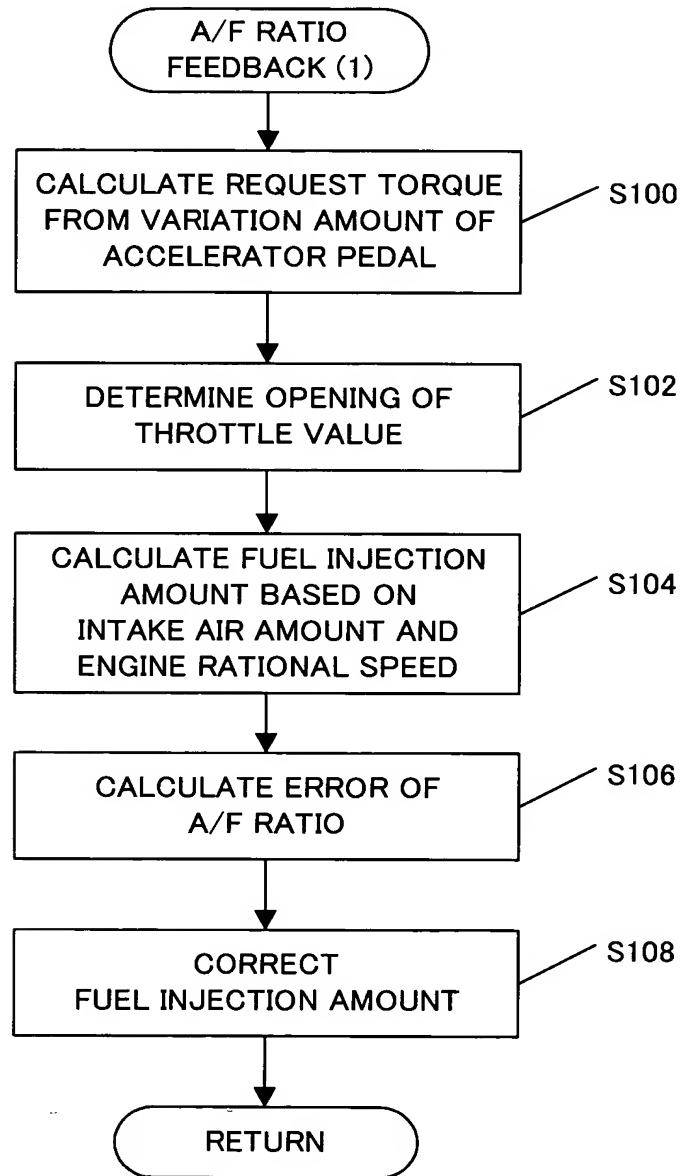 A/F RATIO
FEEDBACK (1)
CALCULATE REQUEST TORQUE
FROM VARIATION AMOUNT OF
ACCELERATOR PEDAL
S100
DETERMINE OPENING OF
THROTTLE VALUE
S102
CALCULATE FUEL INJECTION
AMOUNT BASED ON
INTAKE AIR AMOUNT AND
ENGINE RATIONAL SPEED
S104
CALCULATE ERROR OF
A/F RATIO
S106
CORRECT
FUEL INJECTION AMOUNT
S108
RETURN